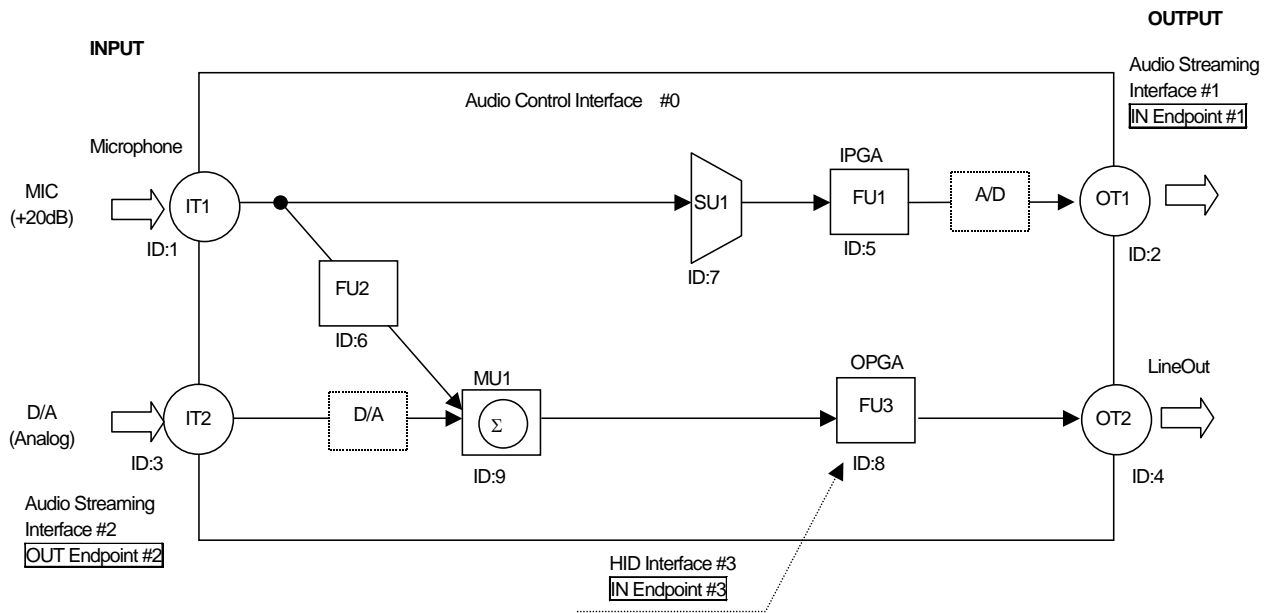 OUTPUT
INPUT
Audio Streaming
Interface #1
IN Endpoint #1
Audio Control Interface #0
Microphone
MIC
(+20dB)
IT1
ID:1
SU1
ID:7
IPGA
FU1
ID:5
A/D
OT1
ID:2
FU2
ID:6
D/A
(Analog)
IT2
ID:3
D/A
MU1
Σ
ID:9
OPGA
FU3
ID:8
LineOut
OT2
ID:4
Audio Streaming
Interface #2
OUT Endpoint #2
HID Interface #3
IN Endpoint #3